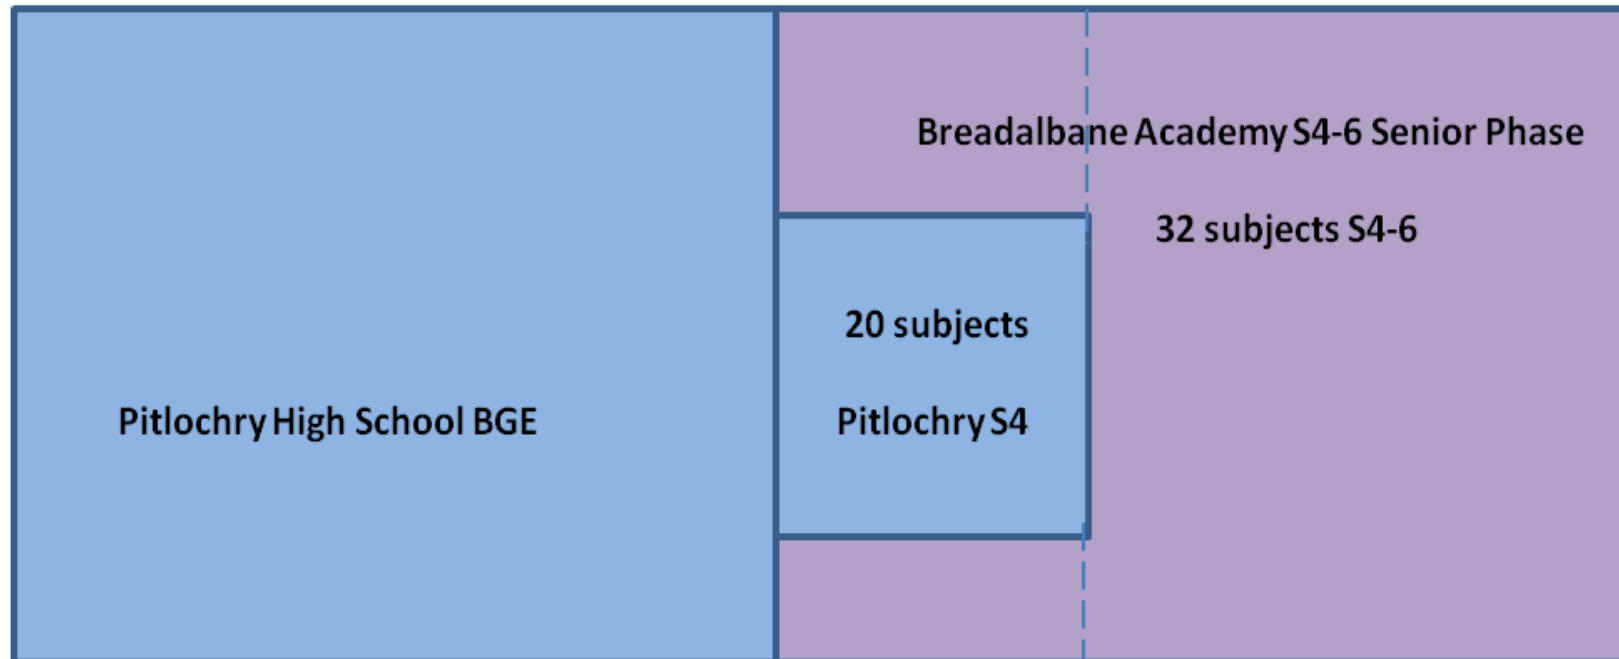 Breadalbane Academy S4-6 Senior Phase
32 subjects S4-6
20 subjects
Pitlochry S4
Pitlochry High School BGE